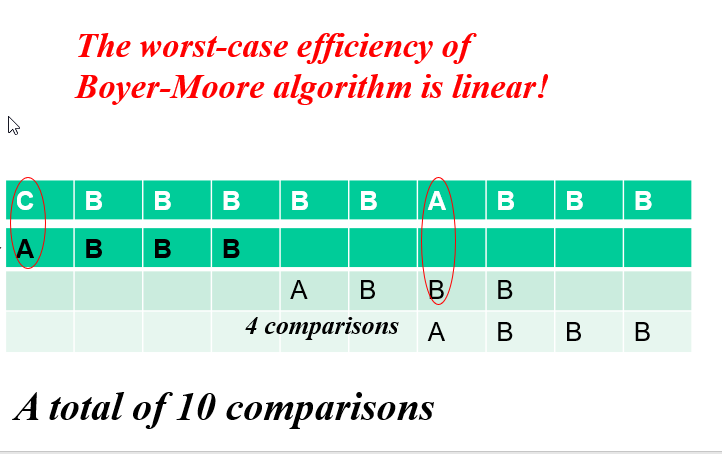 The worst-case efficiency of
Boyer-Moore algorithm is linear!
C B B B B B A B B B
A B B B
A B B B
4 comparisons A B B B
A total of 10 comparisons